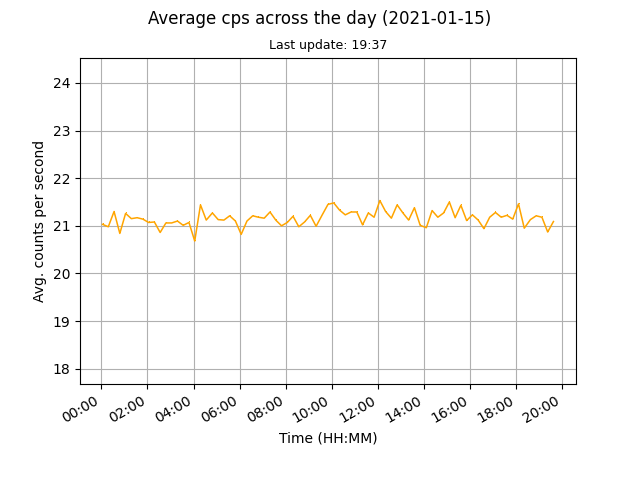 Average cps across the day (2021-01-15)
Last update: 19:37
24
23
22
21
20
19
18
Avg. counts per second
00:00 02:00 04:00 06:00 08:00 10:00 12:00 14:00 16:00 18:00 20:00
Time (HH:MM)